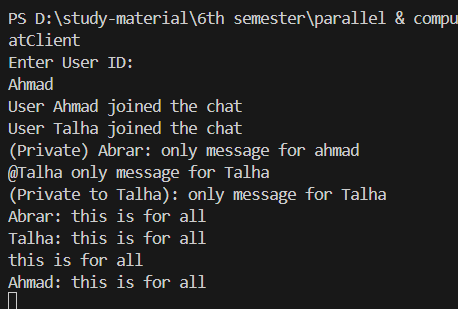 PS D:\study-material\6th semester\parallel & compu
atClient
Enter User ID:
Ahmad
User Ahmad joined the chat
User Talha joined the chat
(Private) Abrar: only message for ahmad
@Talha only message for Talha
(Private to Talha): only message for Talha
Abrar: this is for all
Talha: this is for all
this is for all
Ahmad: this is for all